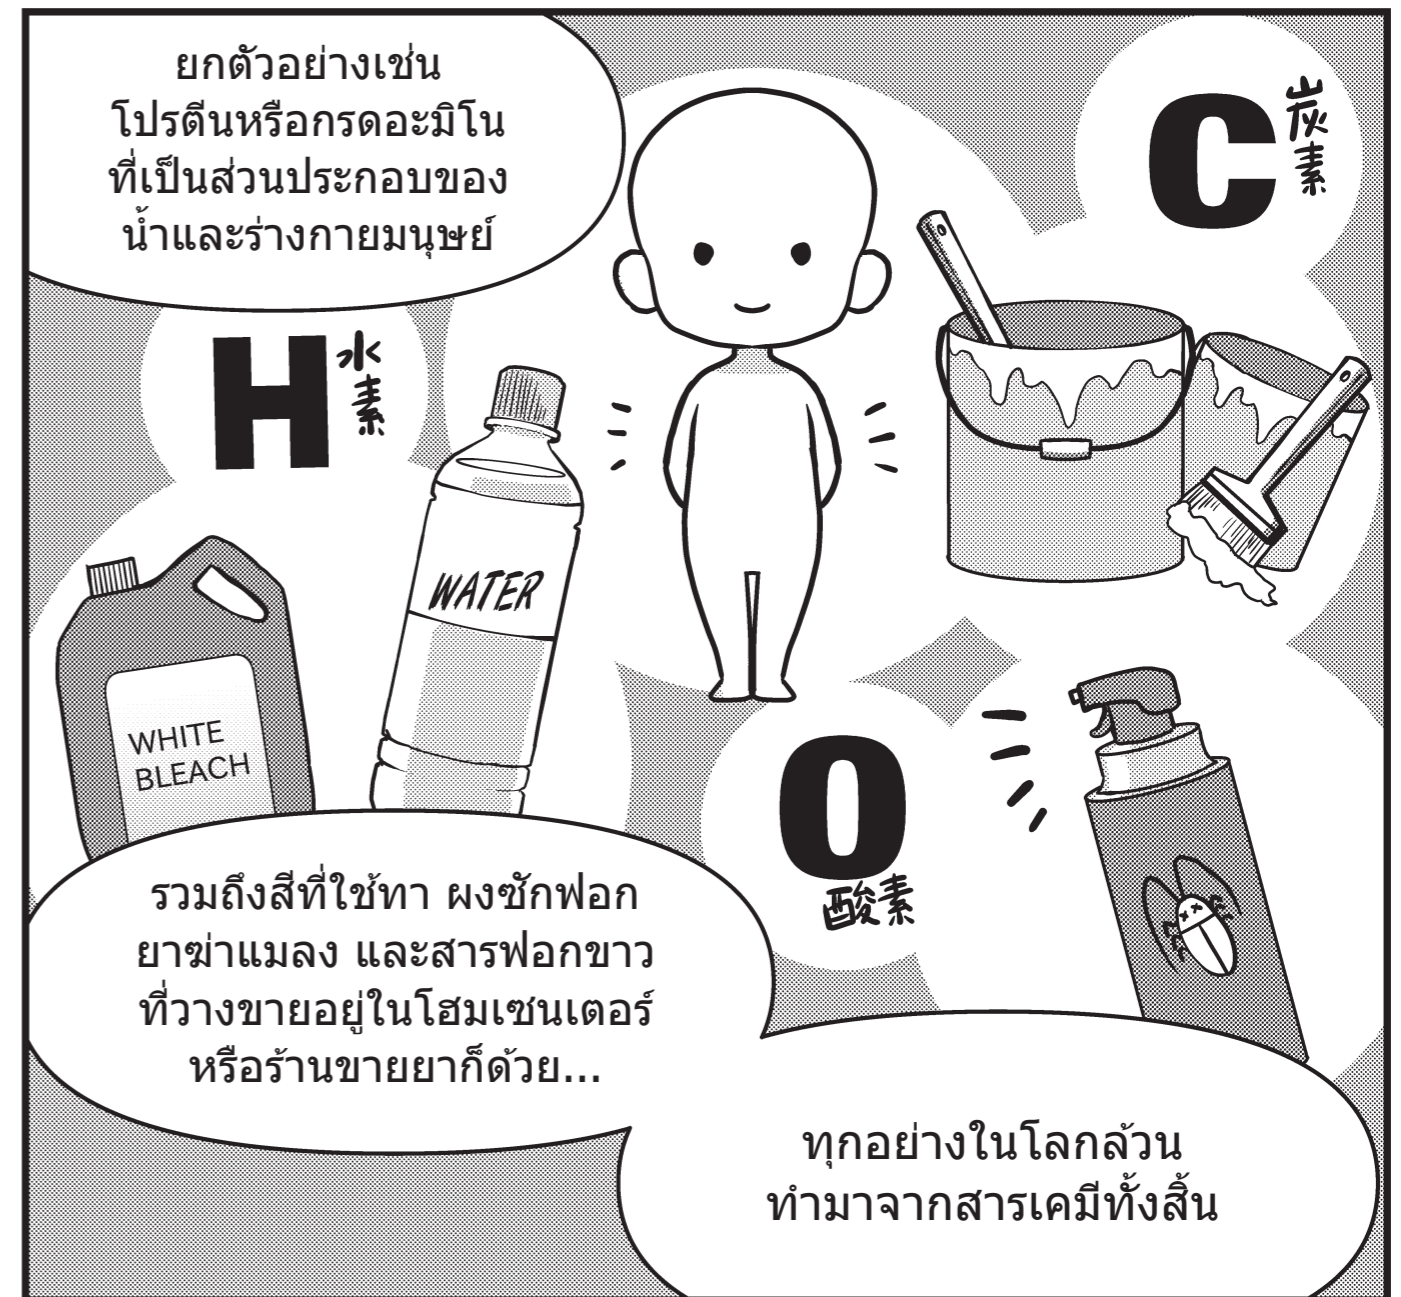 ยกตัวอย่างเช่น
โปรตีนหรือกรดอะมิโน
ที่เป็นส่วนประกอบของ
น้ำและร่างกายมนุษย์
C
炭素
H
水素
WATER
WHITE
BLEACH
O
酸素
รวมถึงสีที่ใช้ทา ผงซักฟอก
ยาฆ่าแมลง และสารฟอกขาว
ที่วางขายอยู่ในโฮมเซนเตอร์
หรือร้านขายยาก็ด้วย...
ทุกอย่างในโลกล้วน
ทำมาจากสารเคมีทั้งสิ้น